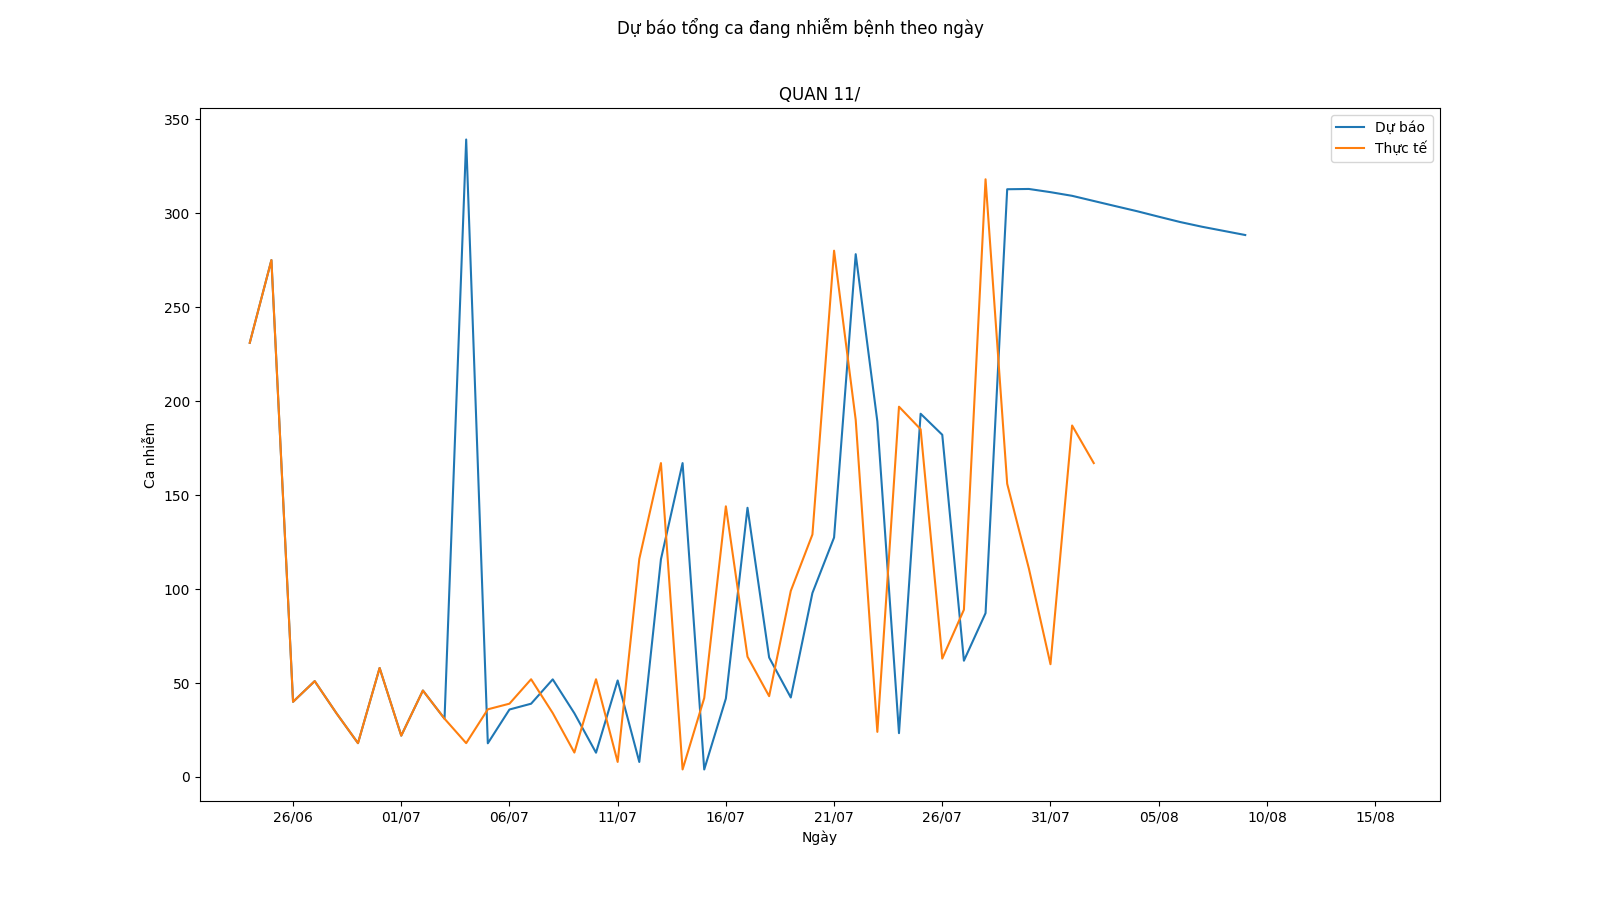 Dự báo tổng ca đang nhiễm bệnh theo ngày
QUAN 11/
Dự báo
Thực tế
350
300
250
200
150
100
50
0
Ca nhiễm
26/06 01/07 06/07 11/07 16/07 21/07 26/07 31/07 05/08 10/08 15/08
Ngày